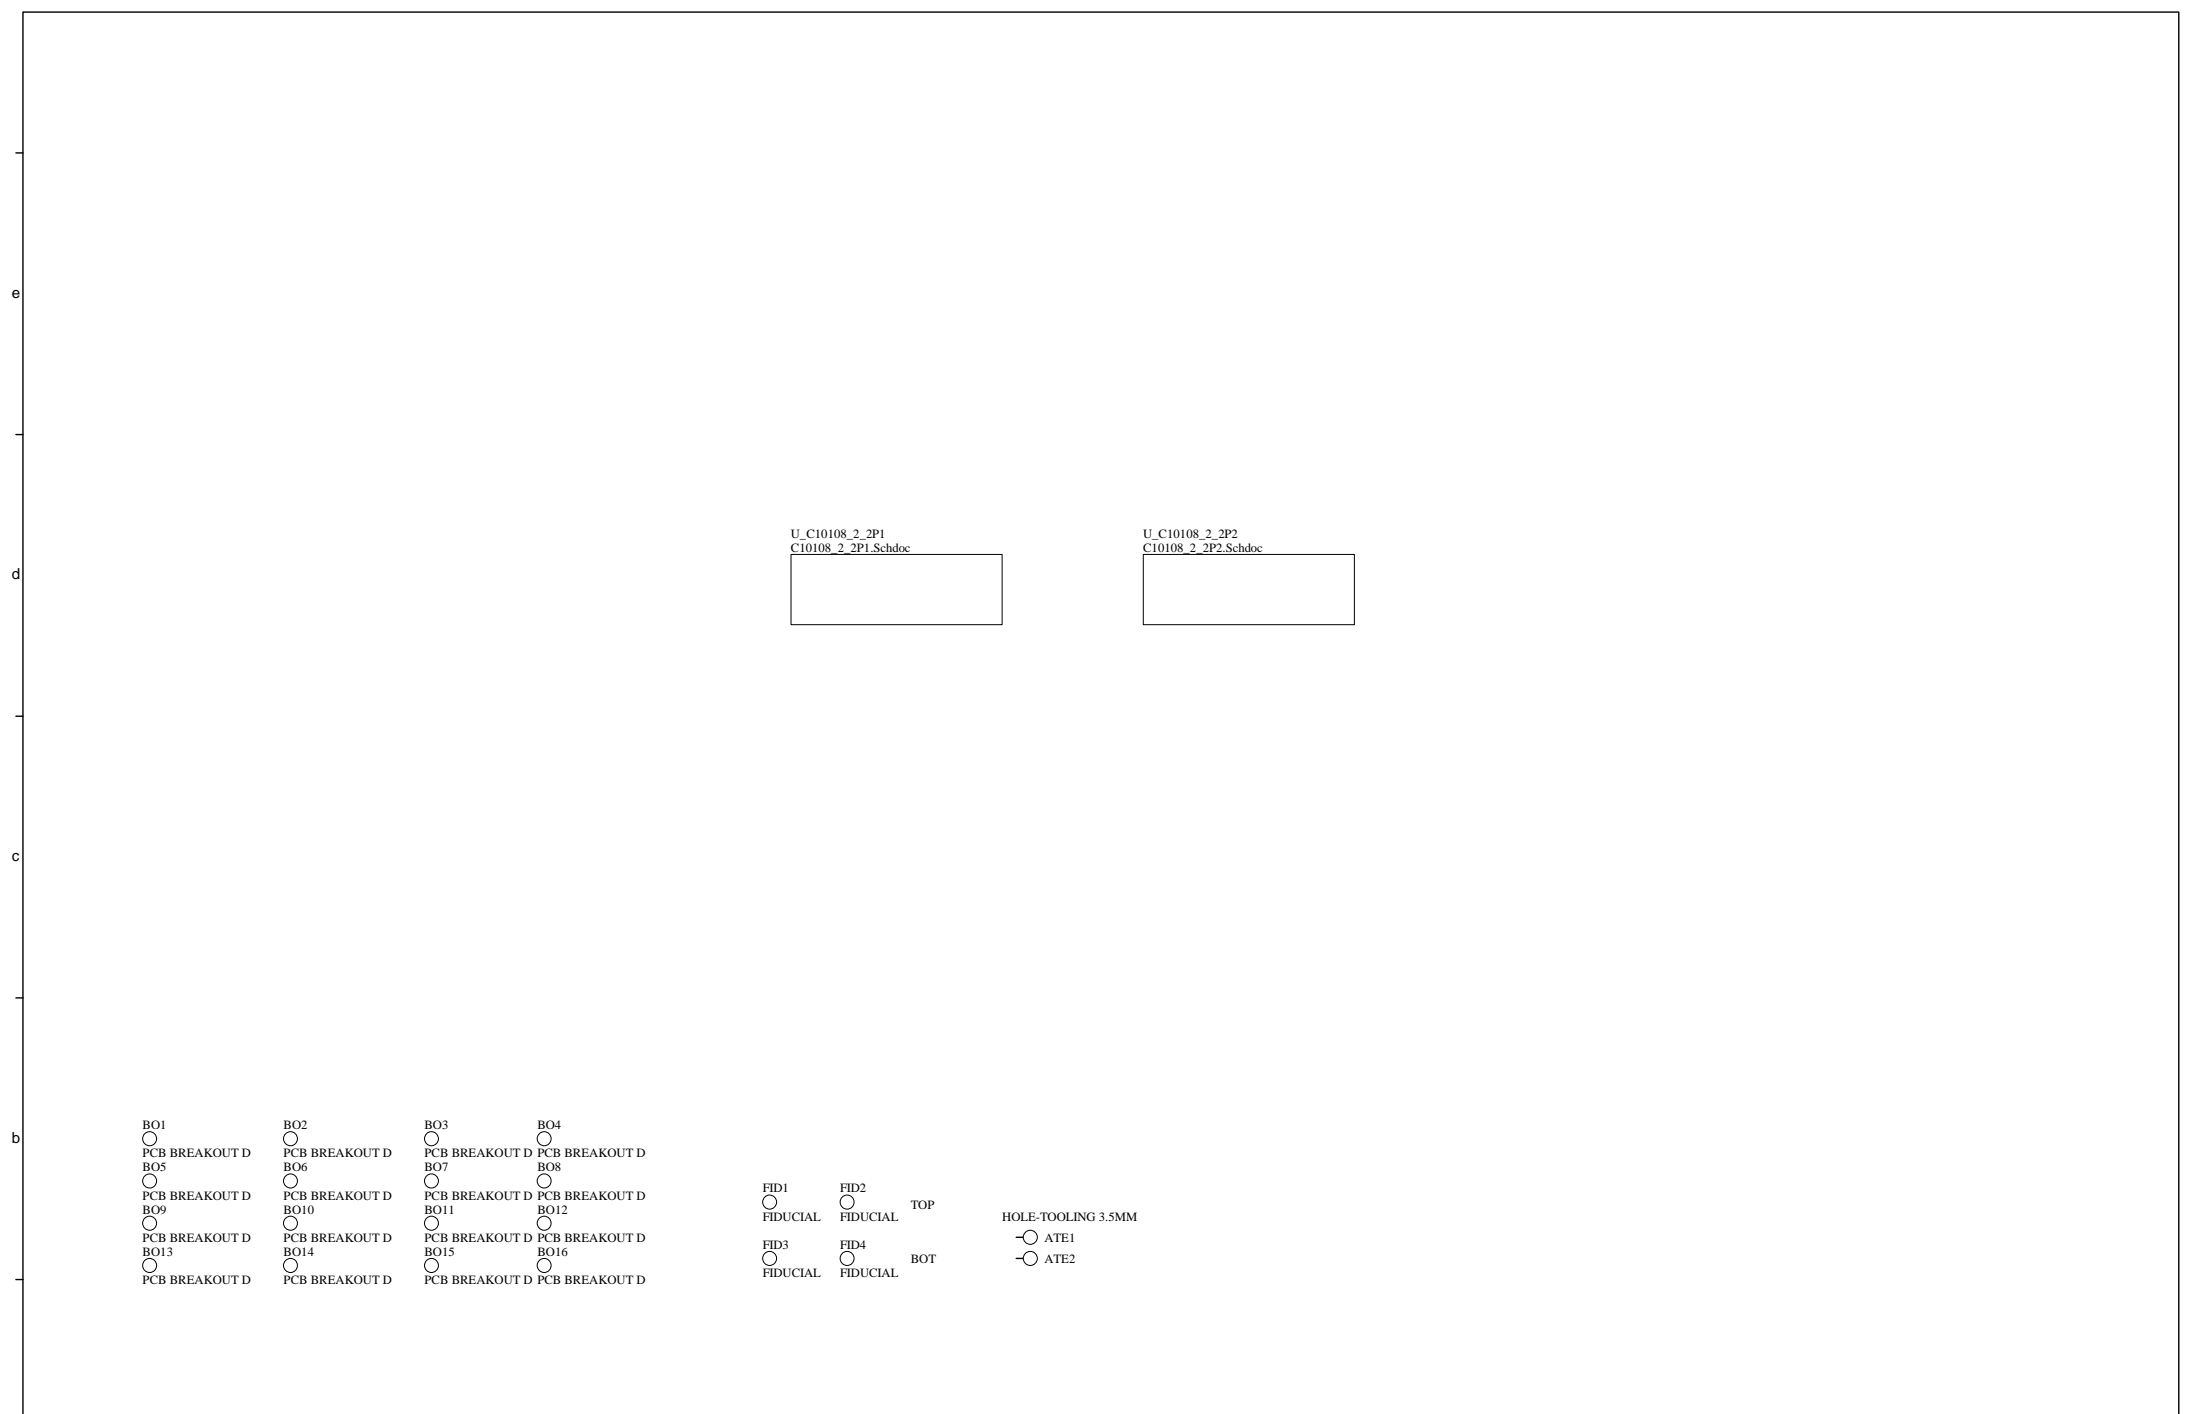 e
U_C10108_2_2P1 U_C10108_2_2P2
C10108_2_2P1.Schdoc C10108_2_2P2.Schdoc
d
c
BO1 BO2 BO3 BO4
b
PCB BREAKOUT D PCB BREAKOUT D PCB BREAKOUT D PCB BREAKOUT D
BO5 BO6 BO7 BO8
PCB BREAKOUT D PCB BREAKOUT D PCB BREAKOUT D PCB BREAKOUT D
BO9 BO10 BO11 BO12
PCB BREAKOUT D PCB BREAKOUT D PCB BREAKOUT D PCB BREAKOUT D
BO13 BO14 BO15 BO16
PCB BREAKOUT D PCB BREAKOUT D PCB BREAKOUT D PCB BREAKOUT D
FID1 FID2
TOP
FIDUCIAL FIDUCIAL
FID3 FID4
BOT
FIDUCIAL FIDUCIAL
HOLE-TOOLING 3.5MM
ATE1
ATE2